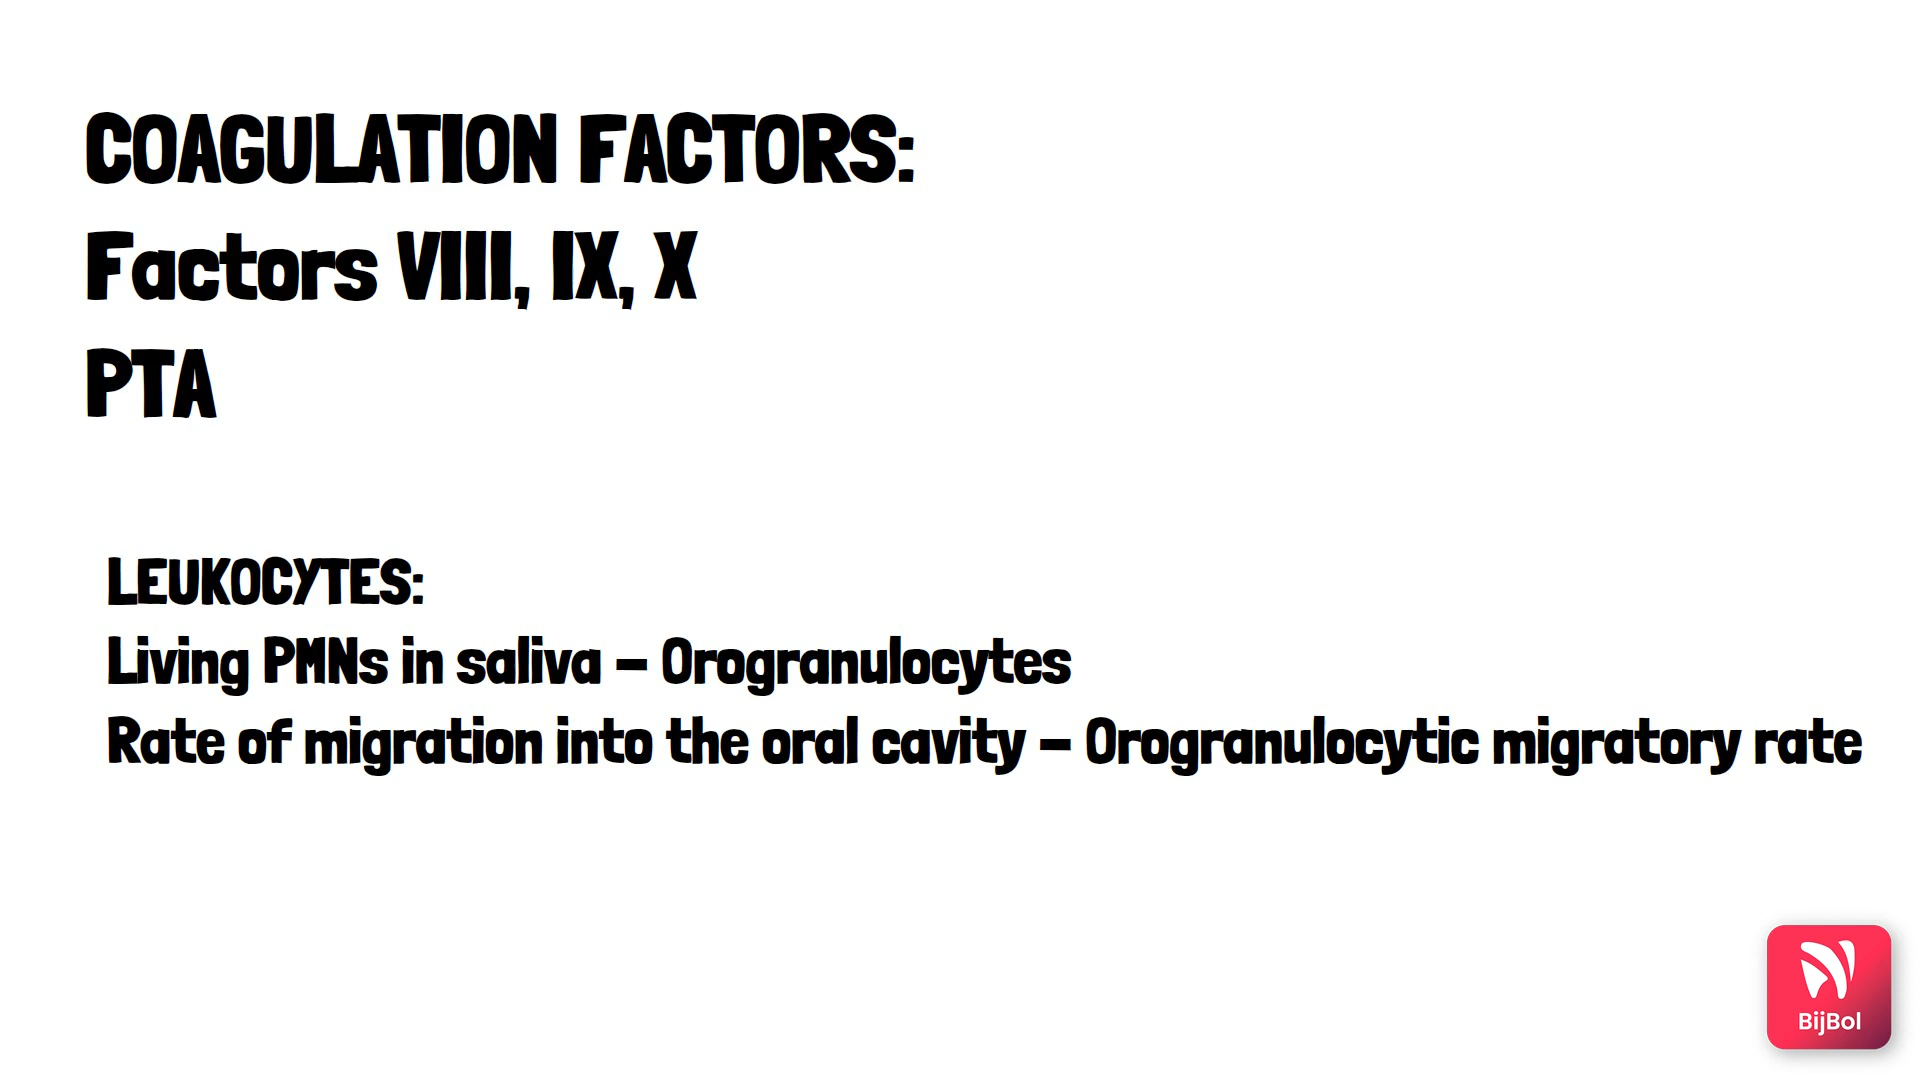 COAGULATION FACTORS:
Factors VIII, IX, X
PTA
LEUKOCYTES:
Living PMNs in saliva – Orogranulocytes
Rate of migration into the oral cavity – Orogranulocytic migratory rate
BijBol